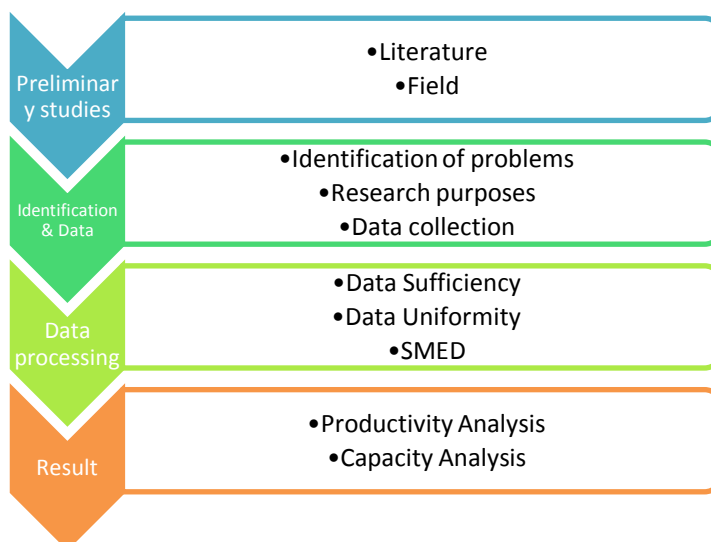 Preliminar
y studies
•Literature
•Field
Identification
& Data
•Identification of problems
•Research purposes
•Data collection
Data
processing
•Data Sufficiency
•Data Uniformity
•SMED
Result
•Productivity Analysis
•Capacity Analysis